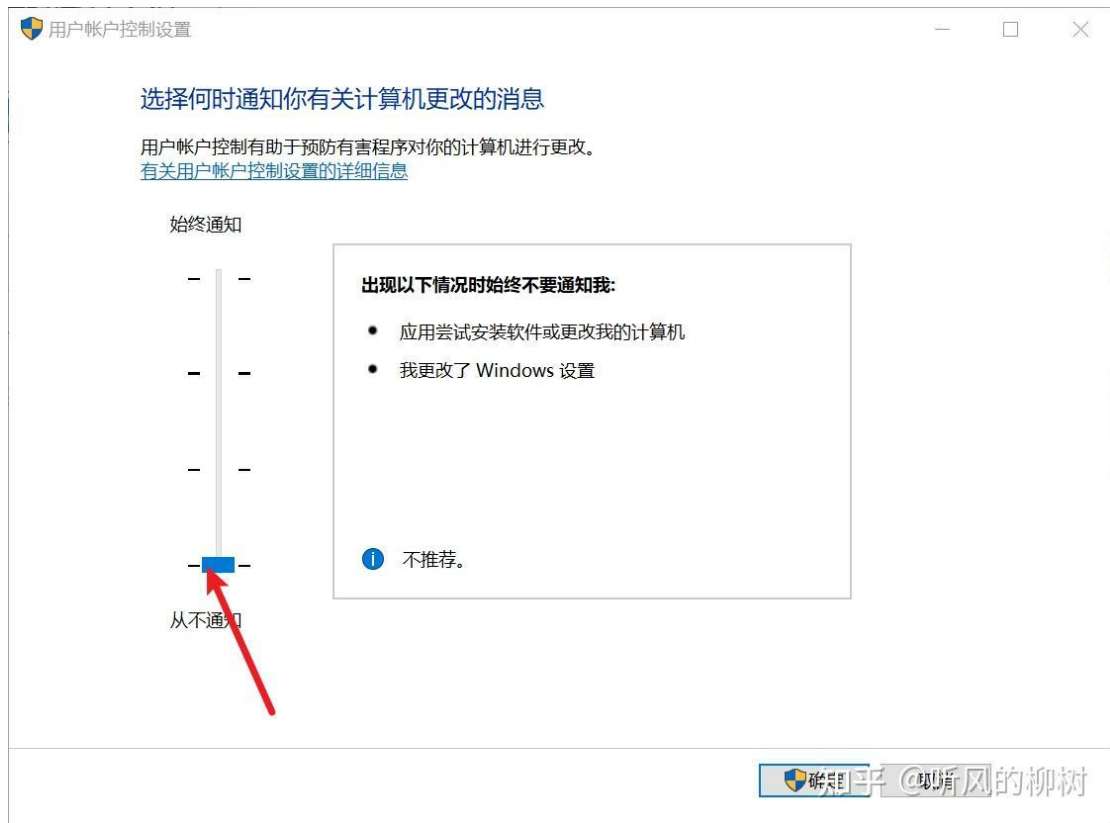 用户帐户控制设置
选择何时通知你有关计算机更改的消息
用户帐户控制有助于预防有害程序对你的计算机进行更改。
有关用户帐户控制设置的详细信息
始终通知
出现以下情况时始终不要通知我:
应用尝试安装软件或更改我的计算机
我更改了 Windows 设置
不推荐。
从不通知
确定
取消
知乎 @听风的柳树